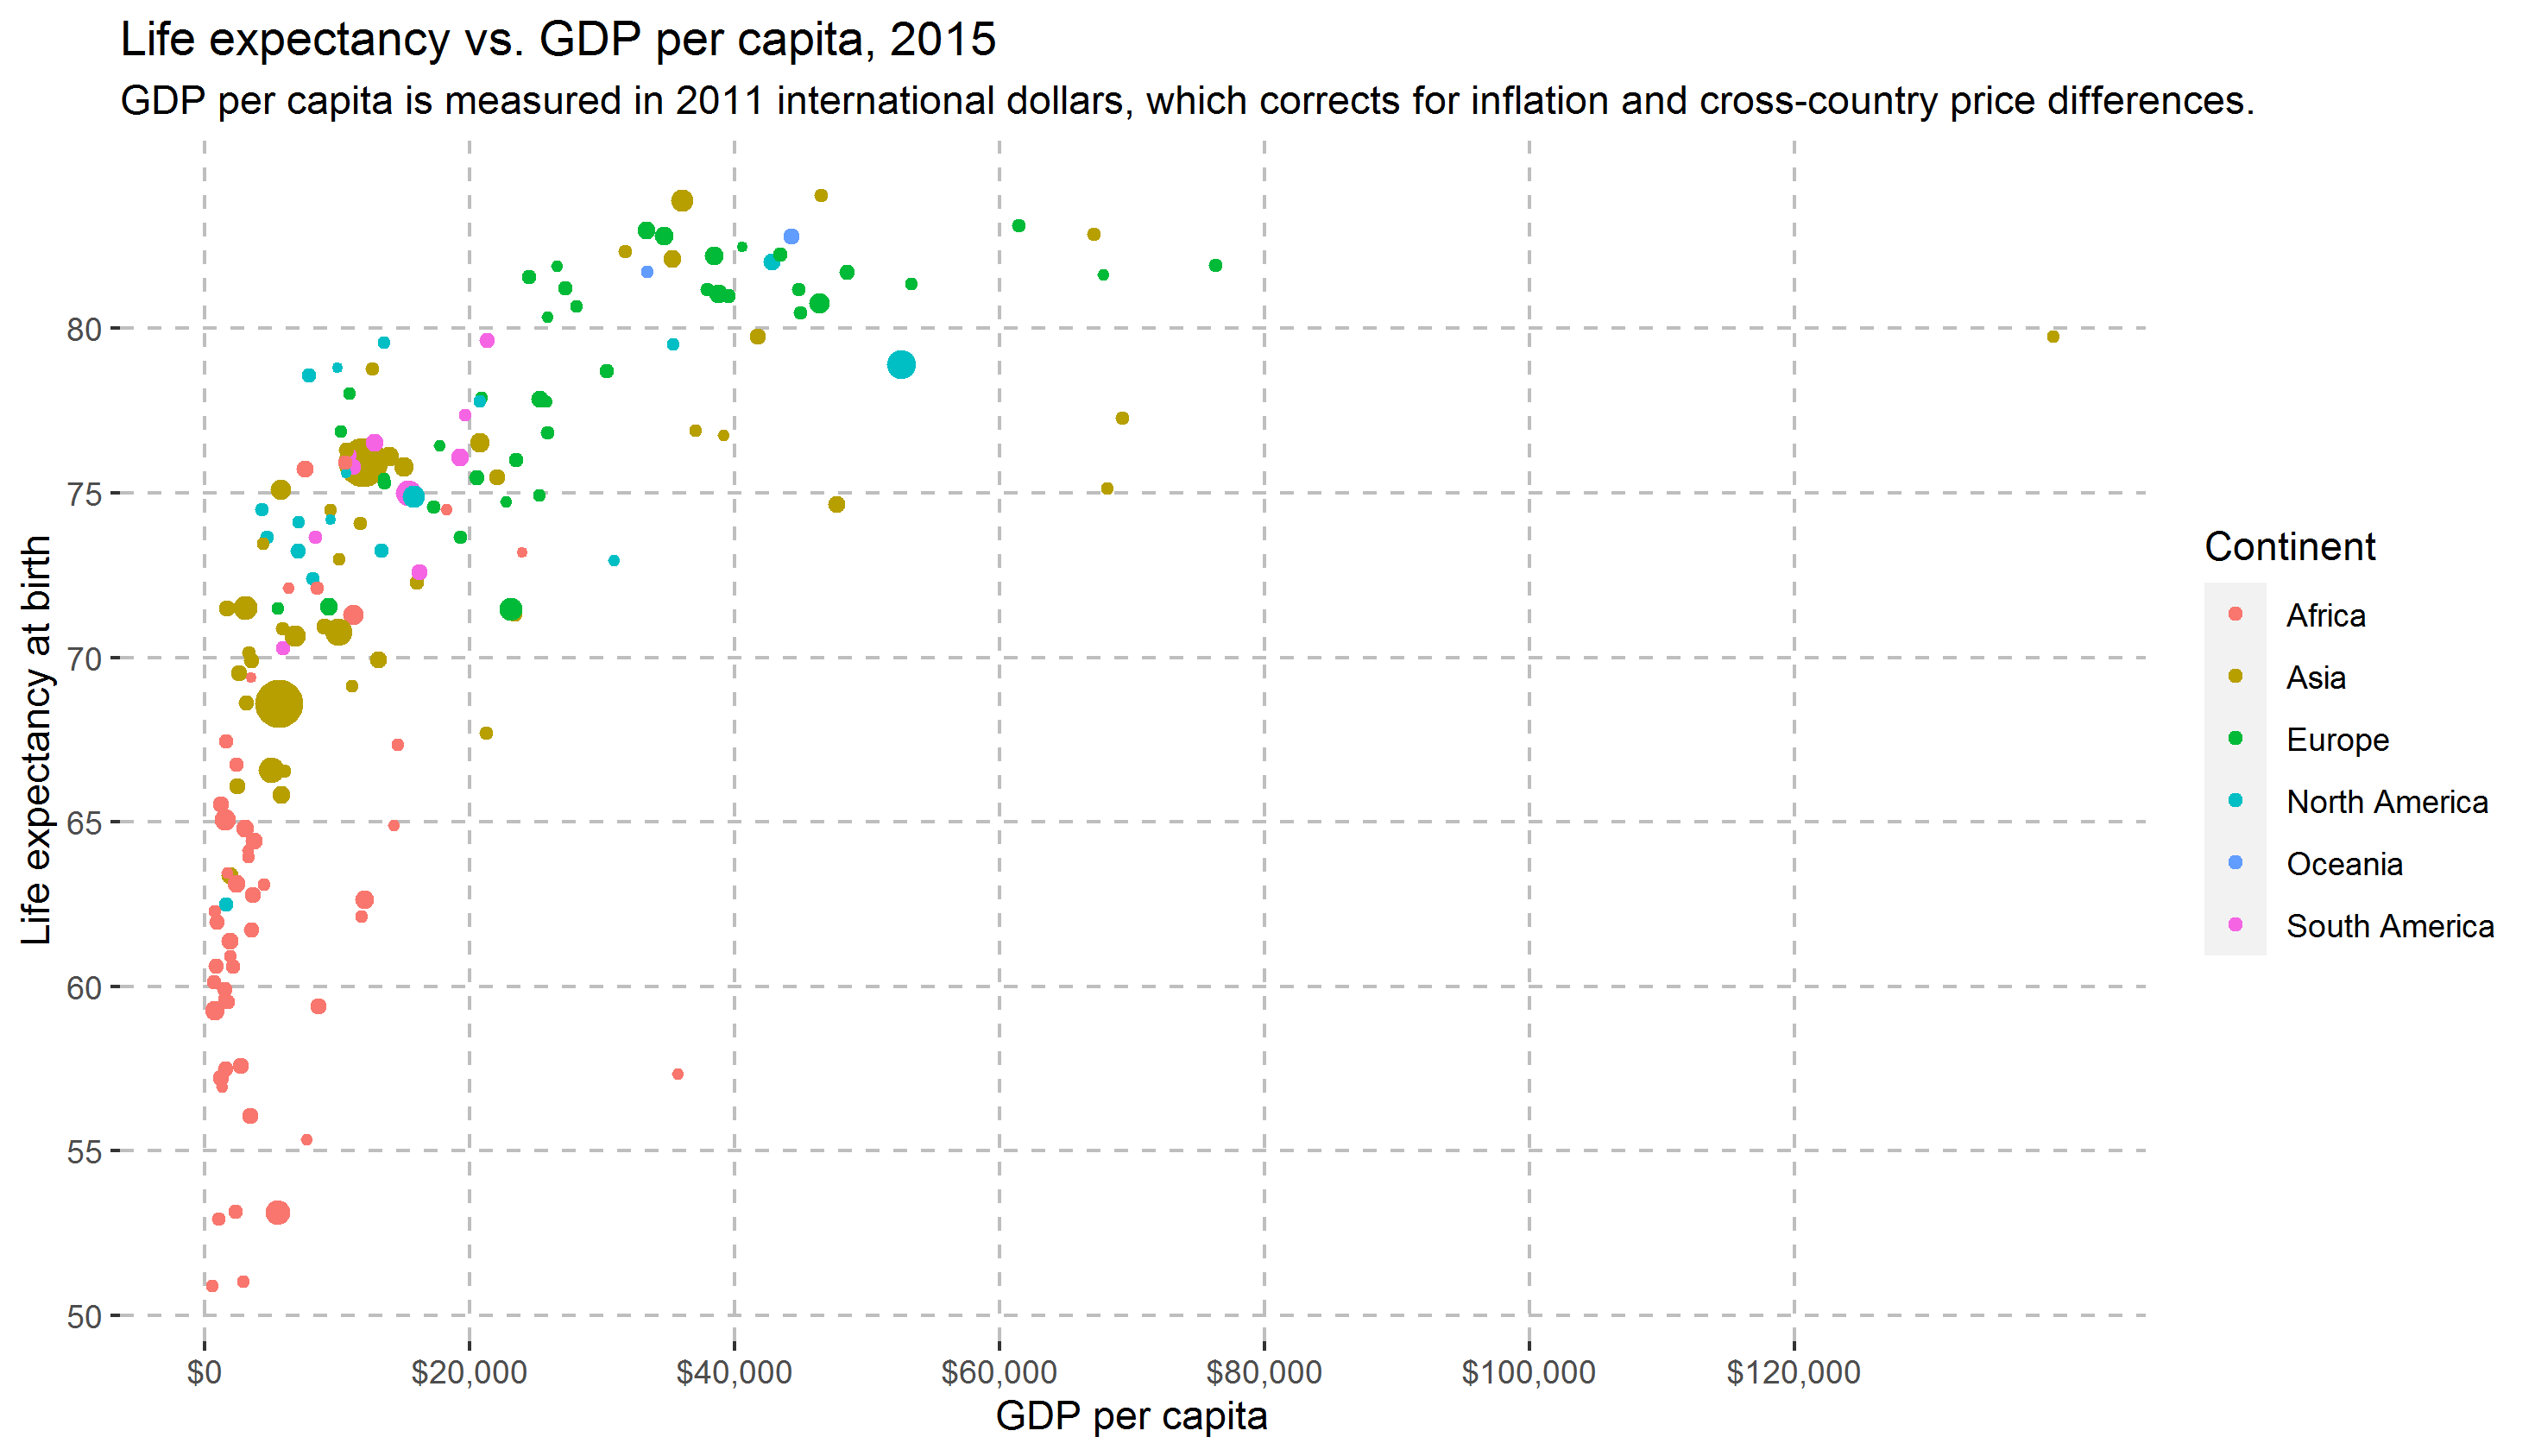 Life expectancy vs. GDP per capita, 2015
GDP per capita is measured in 2011 international dollars, which corrects for inflation and cross-country price differences.
Life expectancy at birth
80
75
70
65
60
55
50
$0
$20,000
$40,000
$60,000
$80,000
$100,000
$120,000
GDP per capita
Continent
Africa
Asia
Europe
North America
Oceania
South America